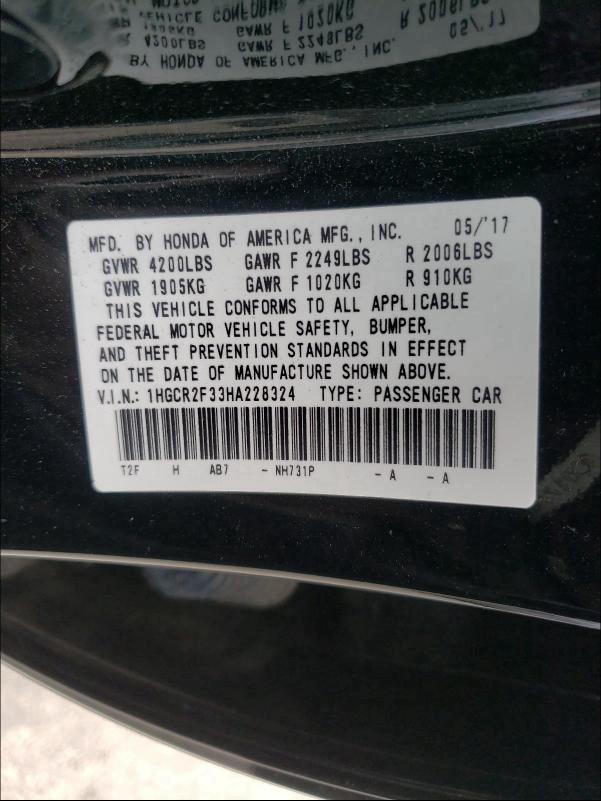 MFD. BY HONDA OF AMERICA MFG., INC. 05/'17
GVWR 4200LBS GAWR F 2249LBS R 2006LBS
GVWR 1905KG GAWR F 1020KG R 910KG
THIS VEHICLE CONFORMS TO ALL APPLICABLE
FEDERAL MOTOR VEHICLE SAFETY, BUMPER,
AND THEFT PREVENTION STANDARDS IN EFFECT
ON THE DATE OF MANUFACTURE SHOWN ABOVE.
V.I.N.: 1HGCR2F33HA228324 TYPE: PASSENGER CAR
T2F H AB7 -NH731P -A -A